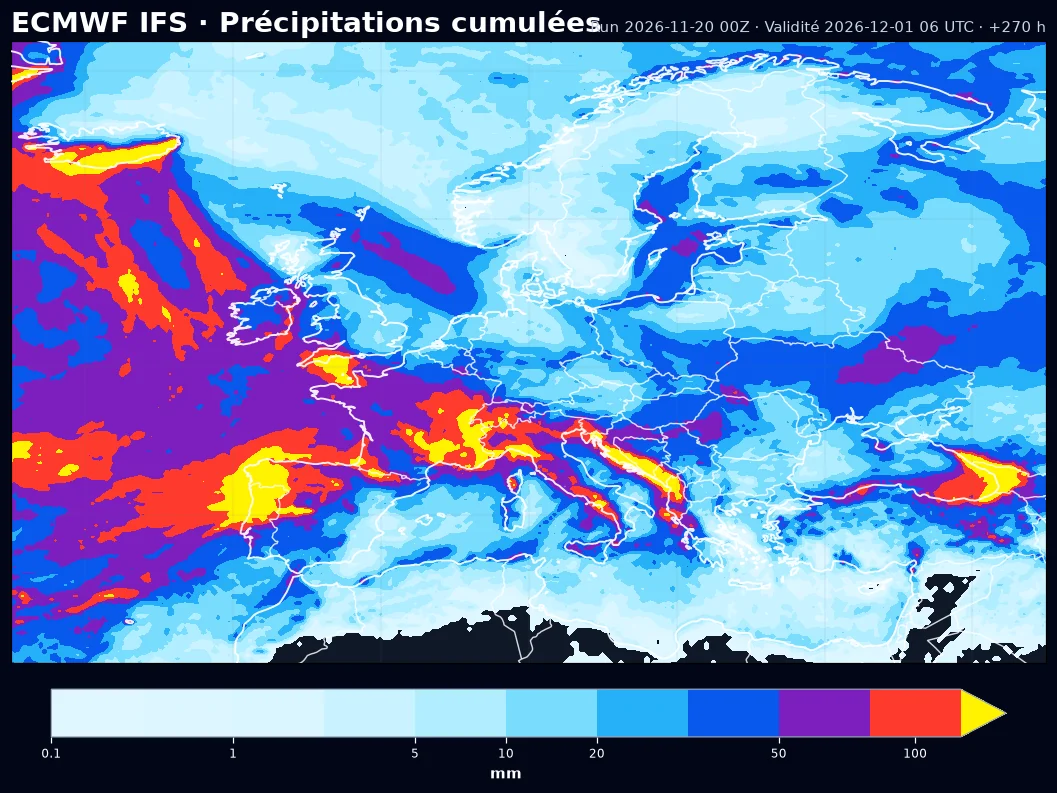 ECMWF IFS · Précipitations cumulées
Run 2026-11-20 00Z · Validité 2026-12-01 06 UTC · +270 h
0.1 1 5 10 20 50 100
mm